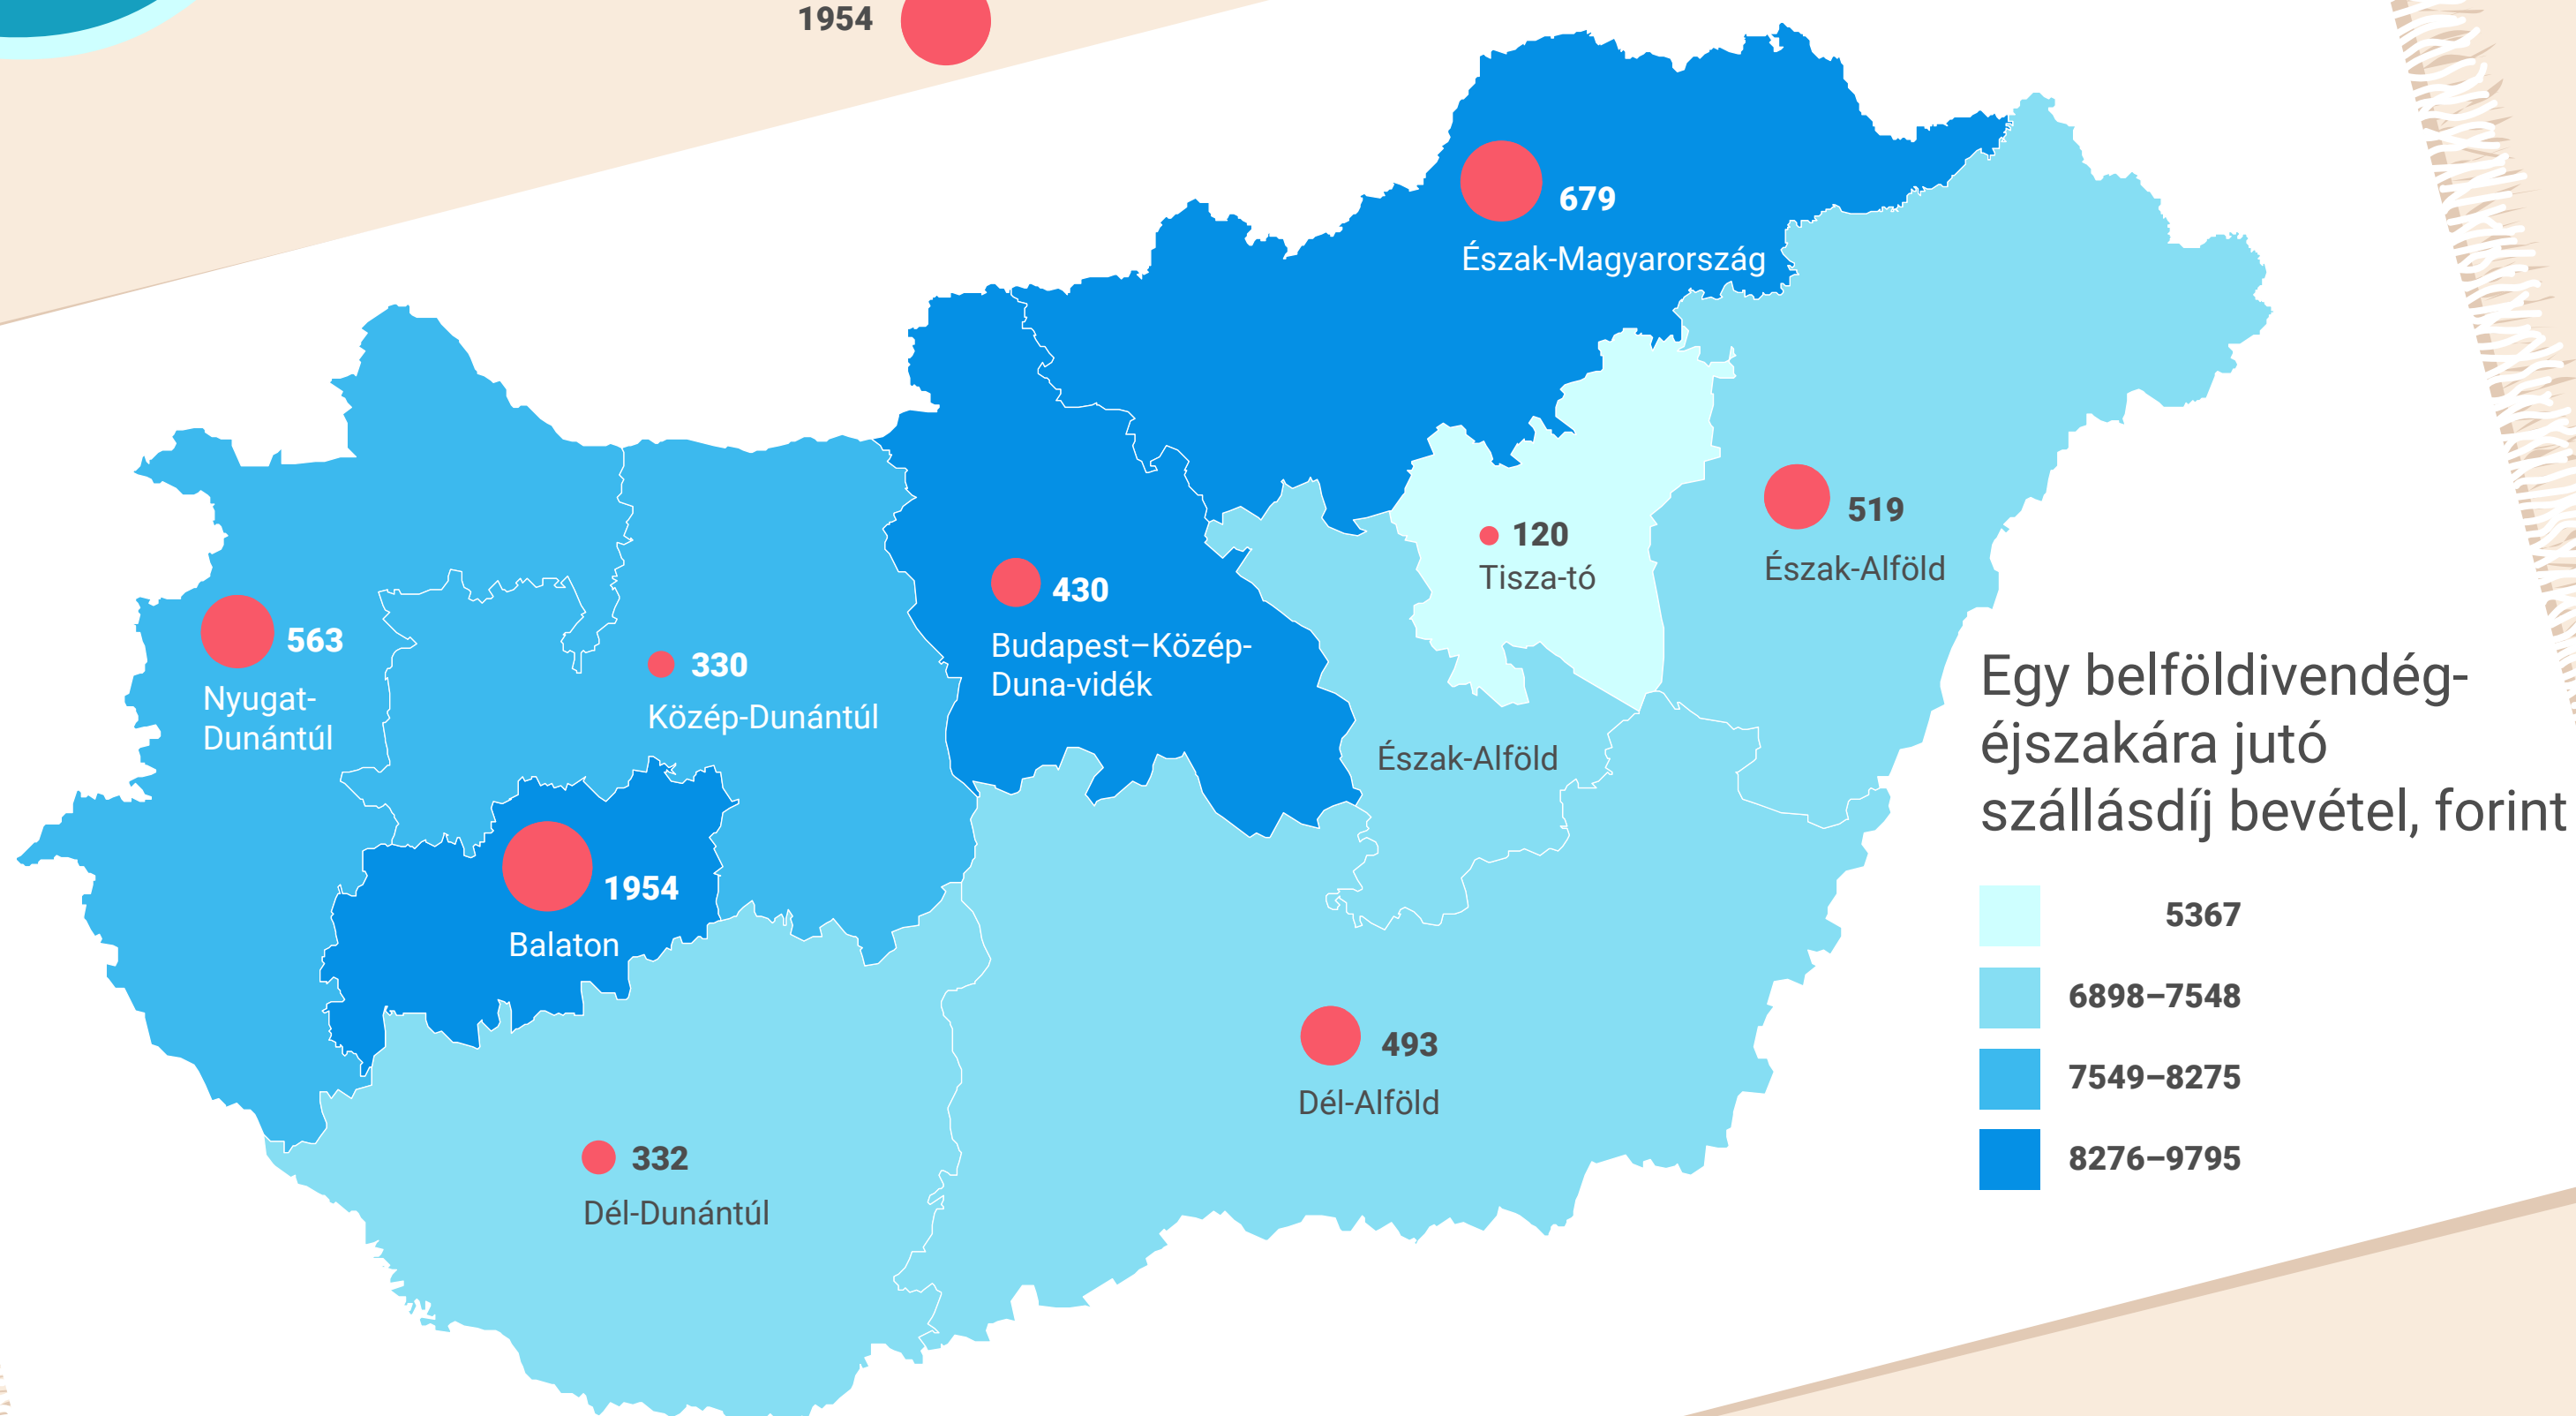 1954
679
Észak-Magyarország
120
Tisza-tó
519
Észak-Alföld
563
Nyugat-
Dunántúl
330
Közép-Dunántúl
430
Budapest–Közép-
Duna-vidék
Észak-Alföld
1954
Balaton
493
Dél-Alföld
332
Dél-Dunántúl
Egy belföldivendég-
éjszakára jutó
szállásdíj bevétel, forint
5367
6898–7548
7549–8275
8276–9795